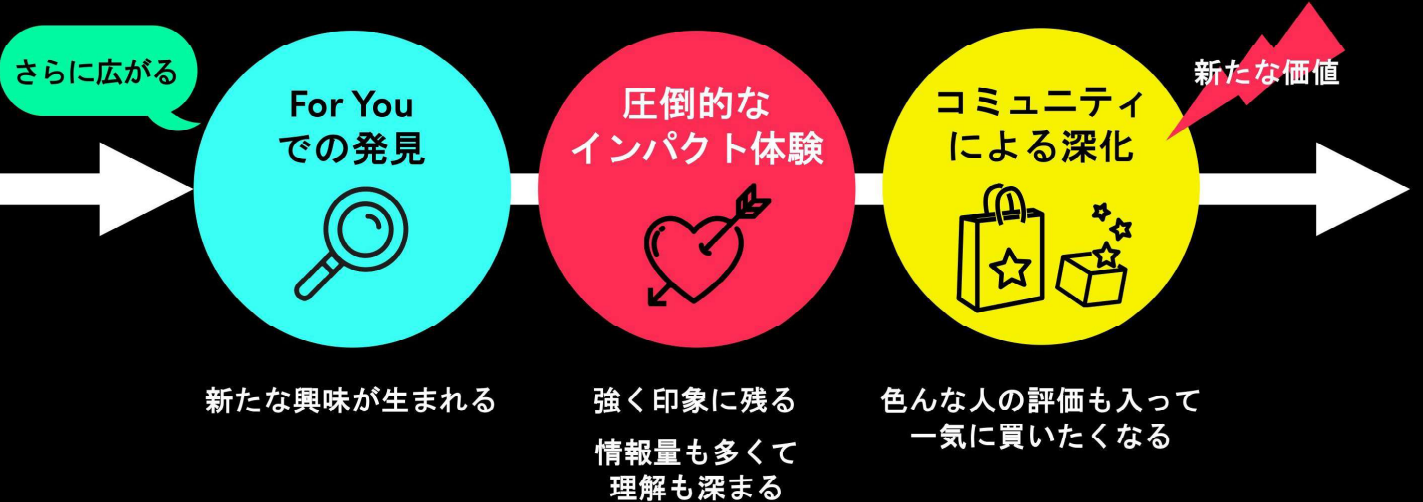 さらに広がる
For You
での発見
圧倒的な
インパクト体験
コミュニティ
による深化
新たな価値
新たな興味が生まれる
強く印象に残る
情報量も多くて
理解も深まる
色んな人の評価も入って
一気に買いたくなる